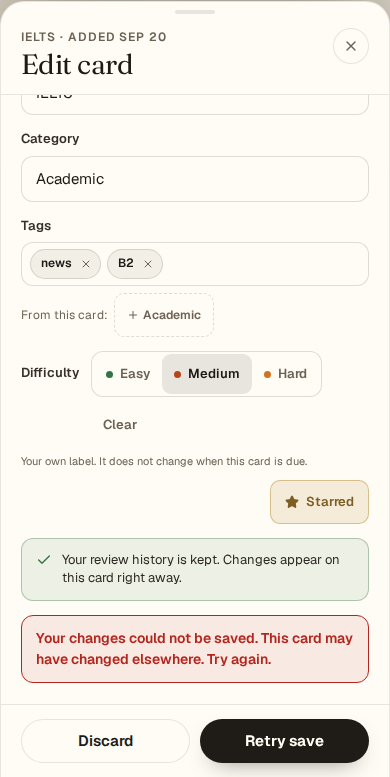 IELTS · ADDED SEP 20
Edit card
Category
Academic
Tags
news
B2
From this card: + Academic
Difficulty Easy Medium Hard
Clear
Your own label. It does not change when this card is due.
Starred
Your review history is kept. Changes appear on
this card right away.
Your changes could not be saved. This card may
have changed elsewhere. Try again.
Discard Retry save